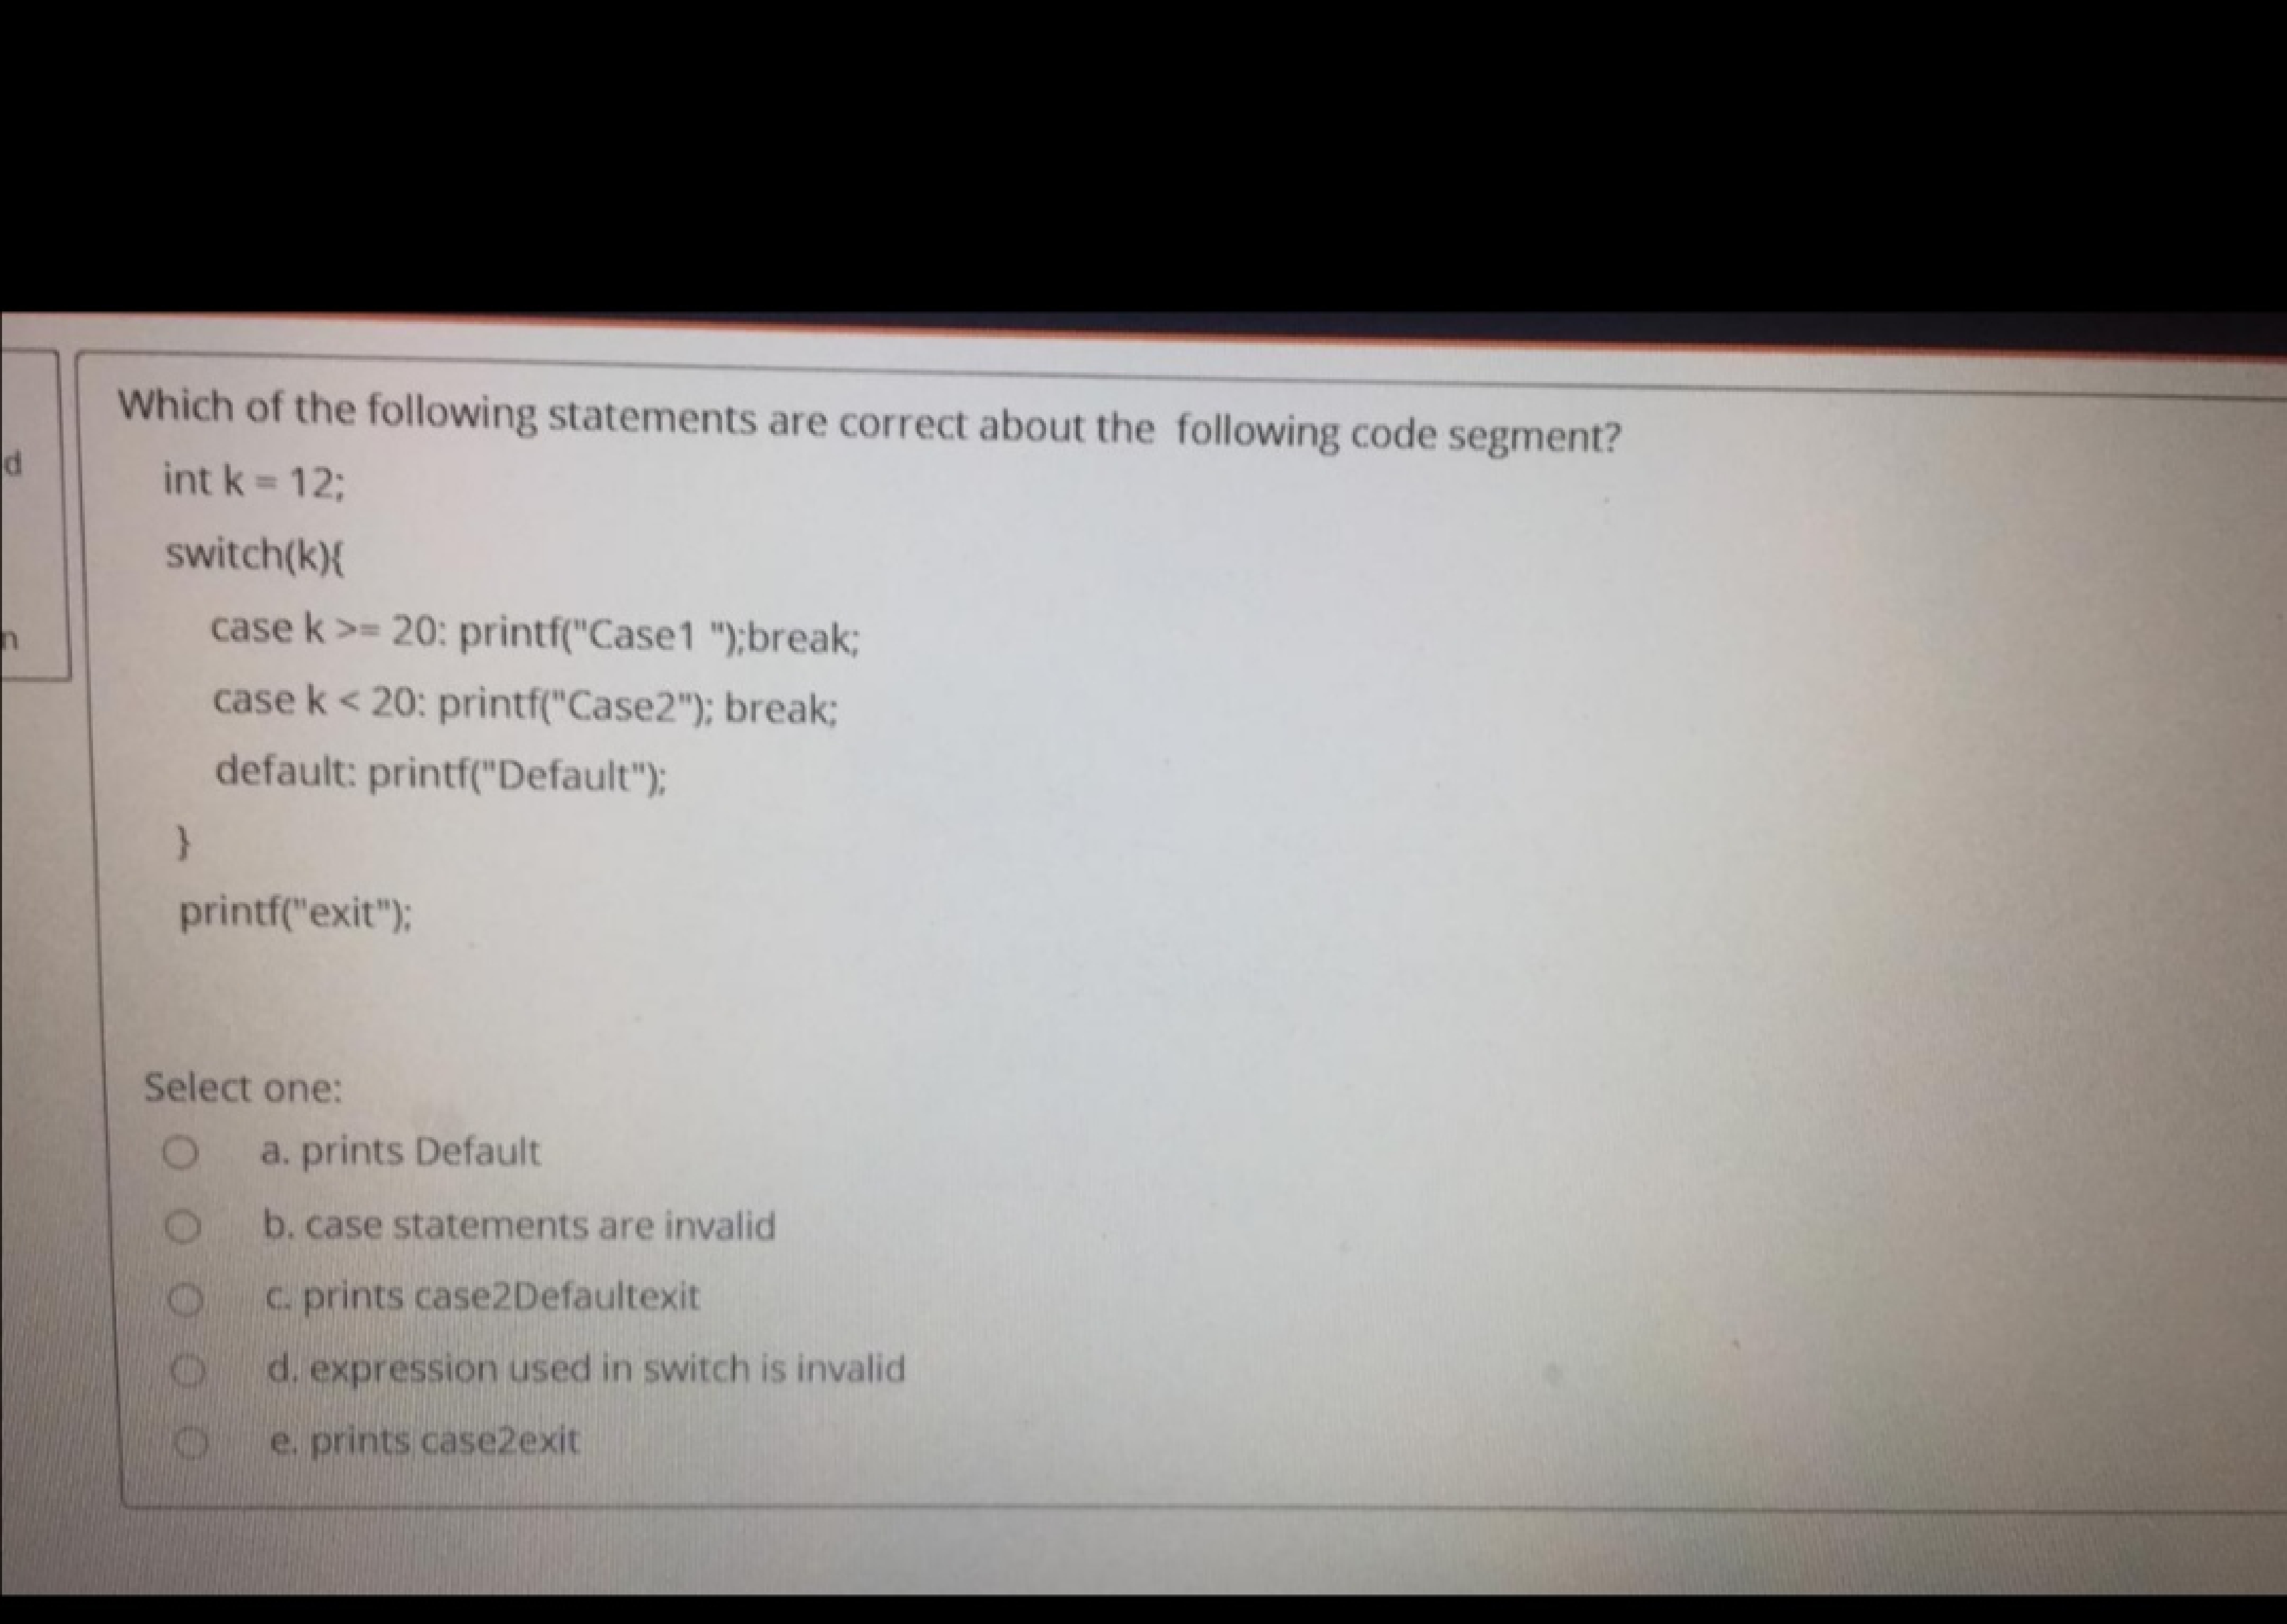 d
n
Which of the following statements are correct about the following code segment?
int k = 12;
switch(k){
case k >= 20: printf("Case1 ");break;
case k < 20: printf("Case2"); break;
default: printf("Default");
}
printf("exit");
Select one:
a. prints Default
b. case statements are invalid
c. prints case2Defaultexit
d. expression used in switch is invalid
e. prints case2exit